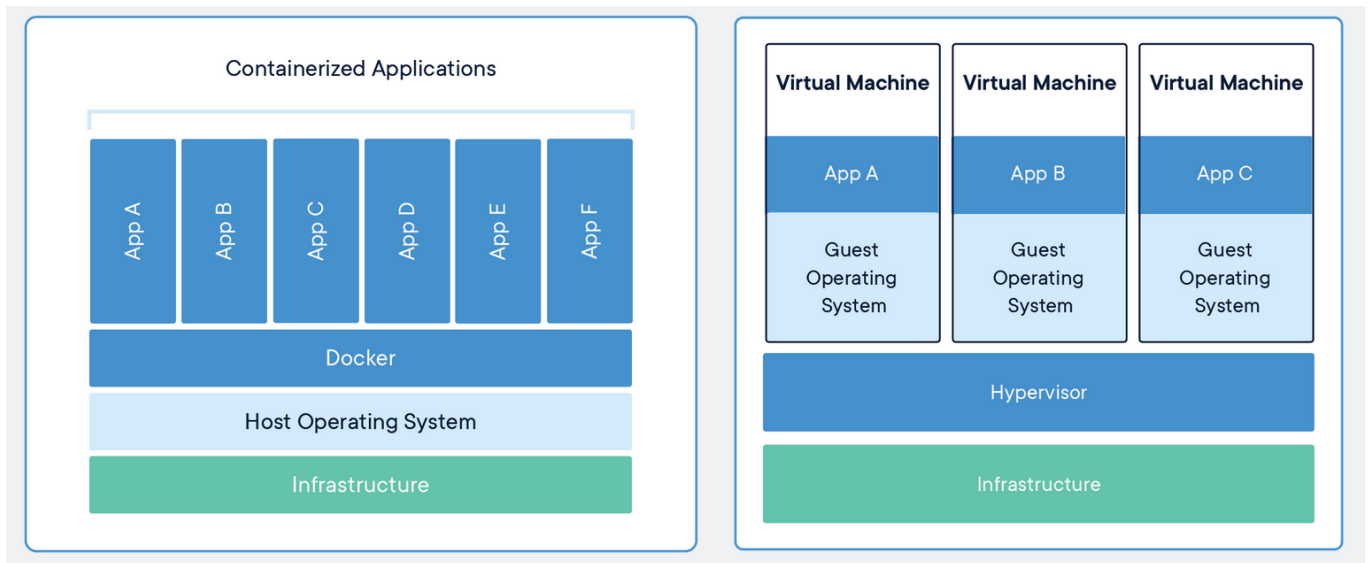 Containerized Applications
App A
App B
App C
App D
App E
App F
Docker
Host Operating System
Infrastructure
Virtual Machine
App A
Guest
Operating
System
Virtual Machine
App B
Guest
Operating
System
Virtual Machine
App C
Guest
Operating
System
Hypervisor
Infrastructure